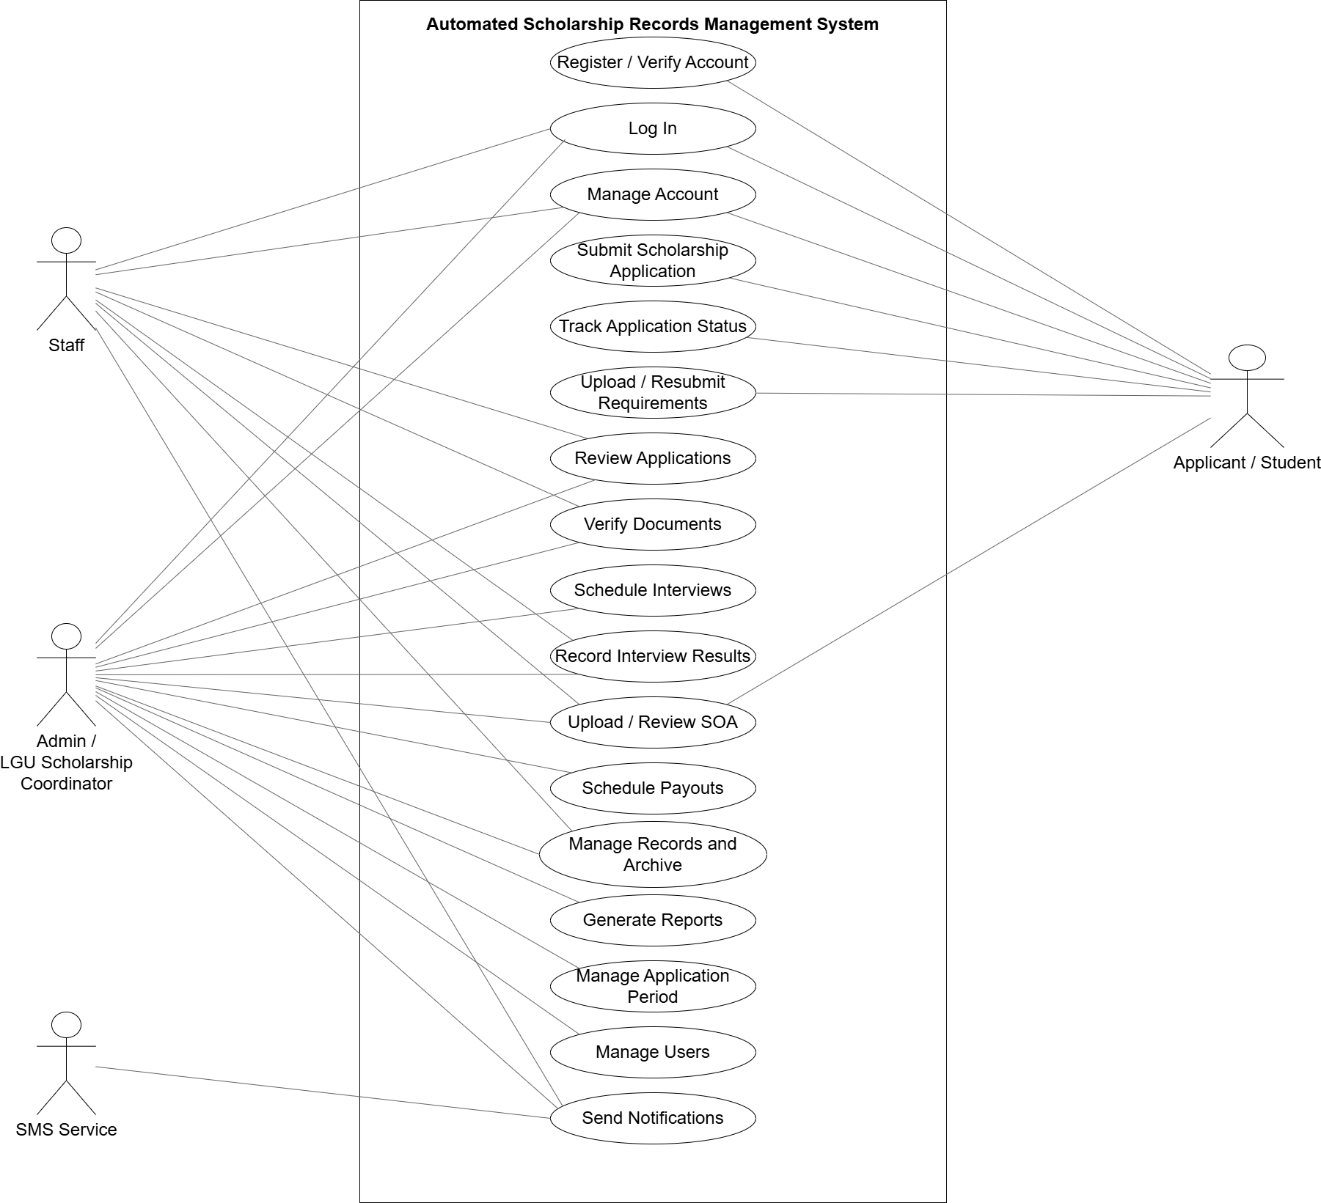 Automated Scholarship Records Management System
Register / Verify Account
Log In
Manage Account
Submit Scholarship
Application
Track Application Status
Upload / Resubmit
Requirements
Review Applications
Verify Documents
Schedule Interviews
Record Interview Results
Upload / Review SOA
Schedule Payouts
Manage Records and
Archive
Generate Reports
Manage Application
Period
Manage Users
Send Notifications
Staff
Admin /
LGU Scholarship
Coordinator
SMS Service
Applicant / Student